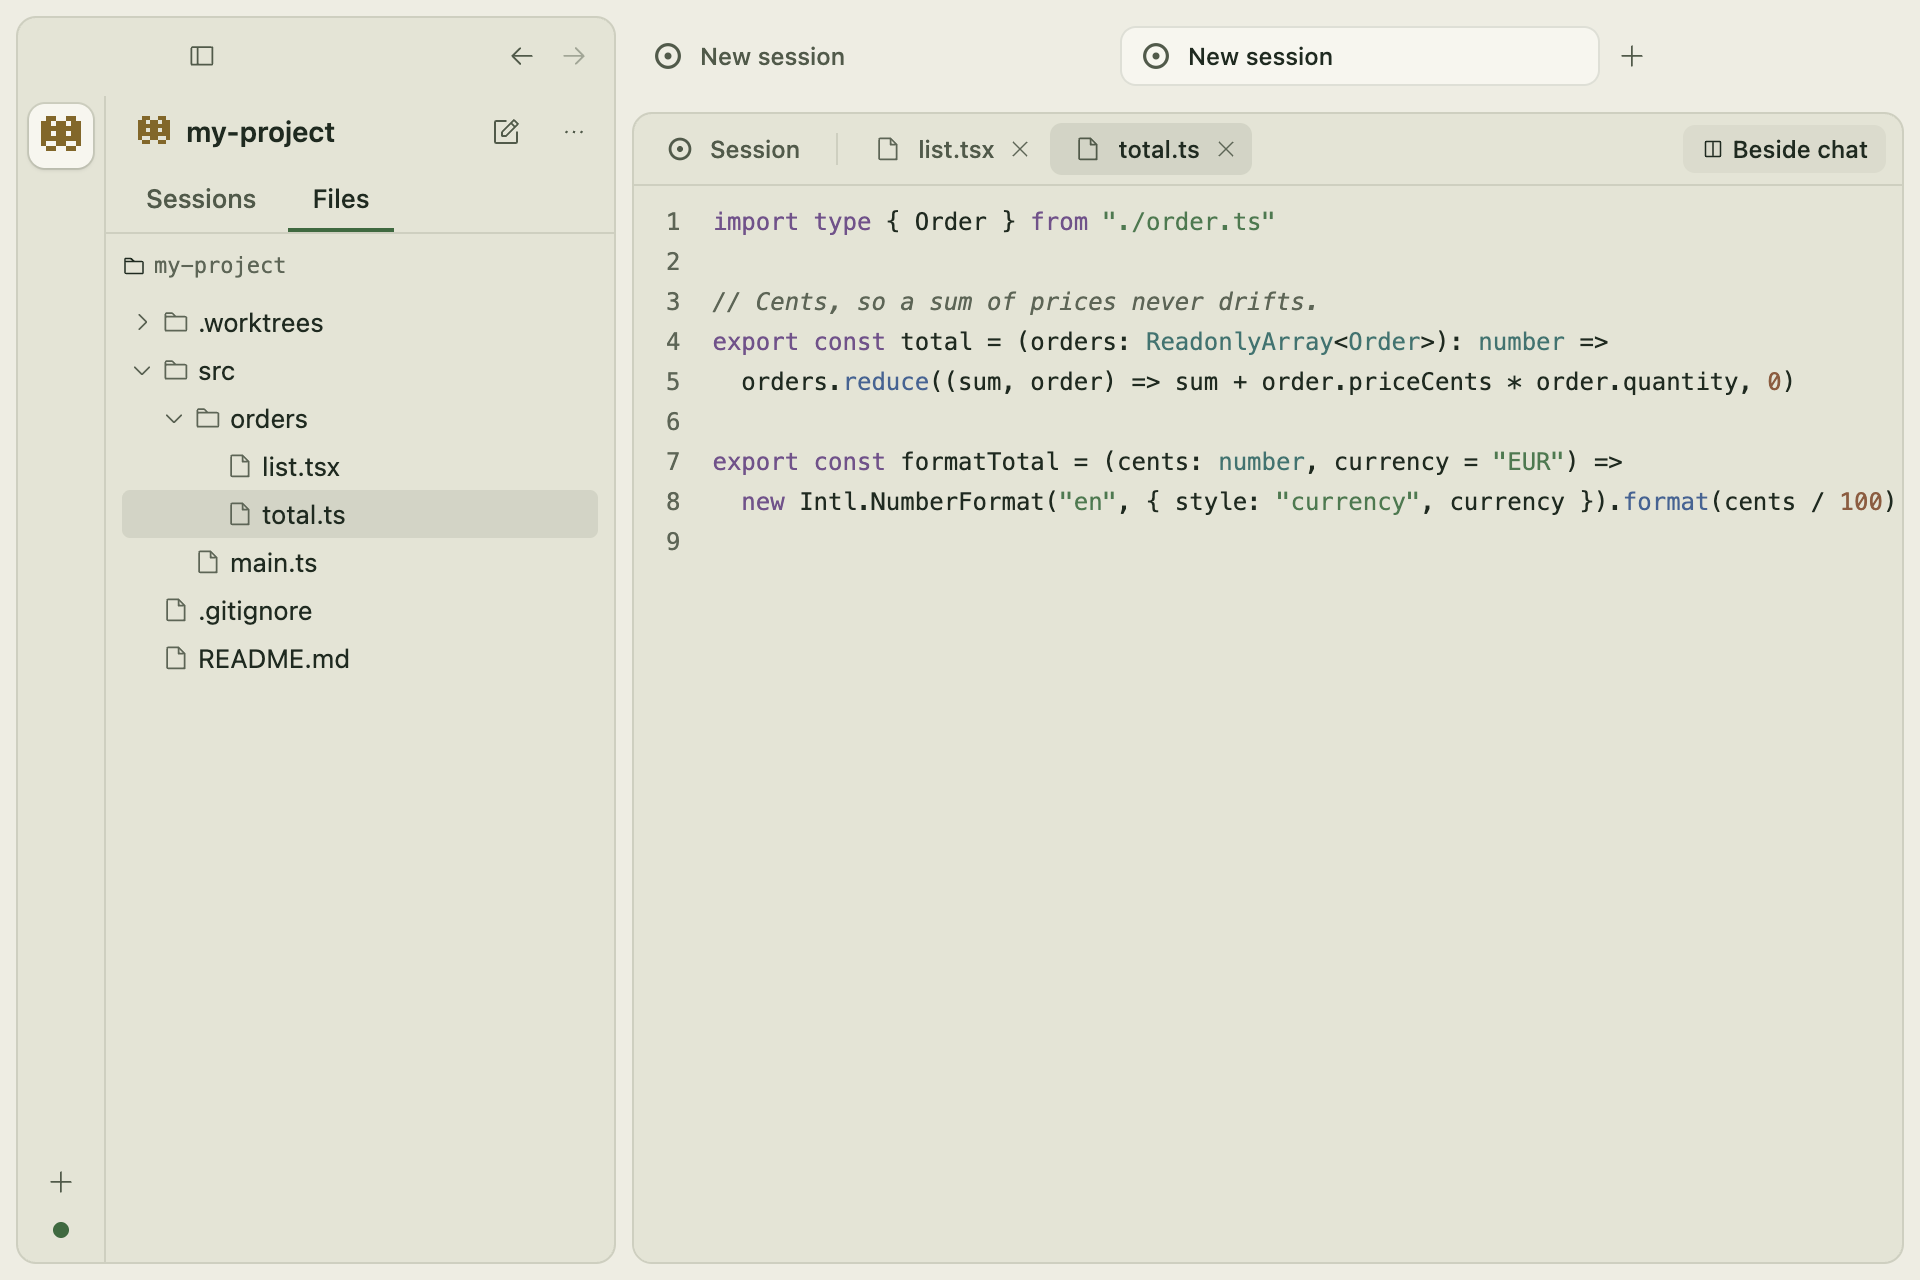 New session
New session
my-project
Sessions
Files
my-project
.worktrees
src
orders
list.tsx
total.ts
main.ts
.gitignore
README.md
Session
list.tsx
total.ts
Beside chat
1 import type { Order } from "./order.ts"
2
3 // Cents, so a sum of prices never drifts.
4 export const total = (orders: ReadonlyArray<Order>): number =>
5   orders.reduce((sum, order) => sum + order.priceCents * order.quantity, 0)
6
7 export const formatTotal = (cents: number, currency = "EUR") =>
8   new Intl.NumberFormat("en", { style: "currency", currency }).format(cents / 100)
9